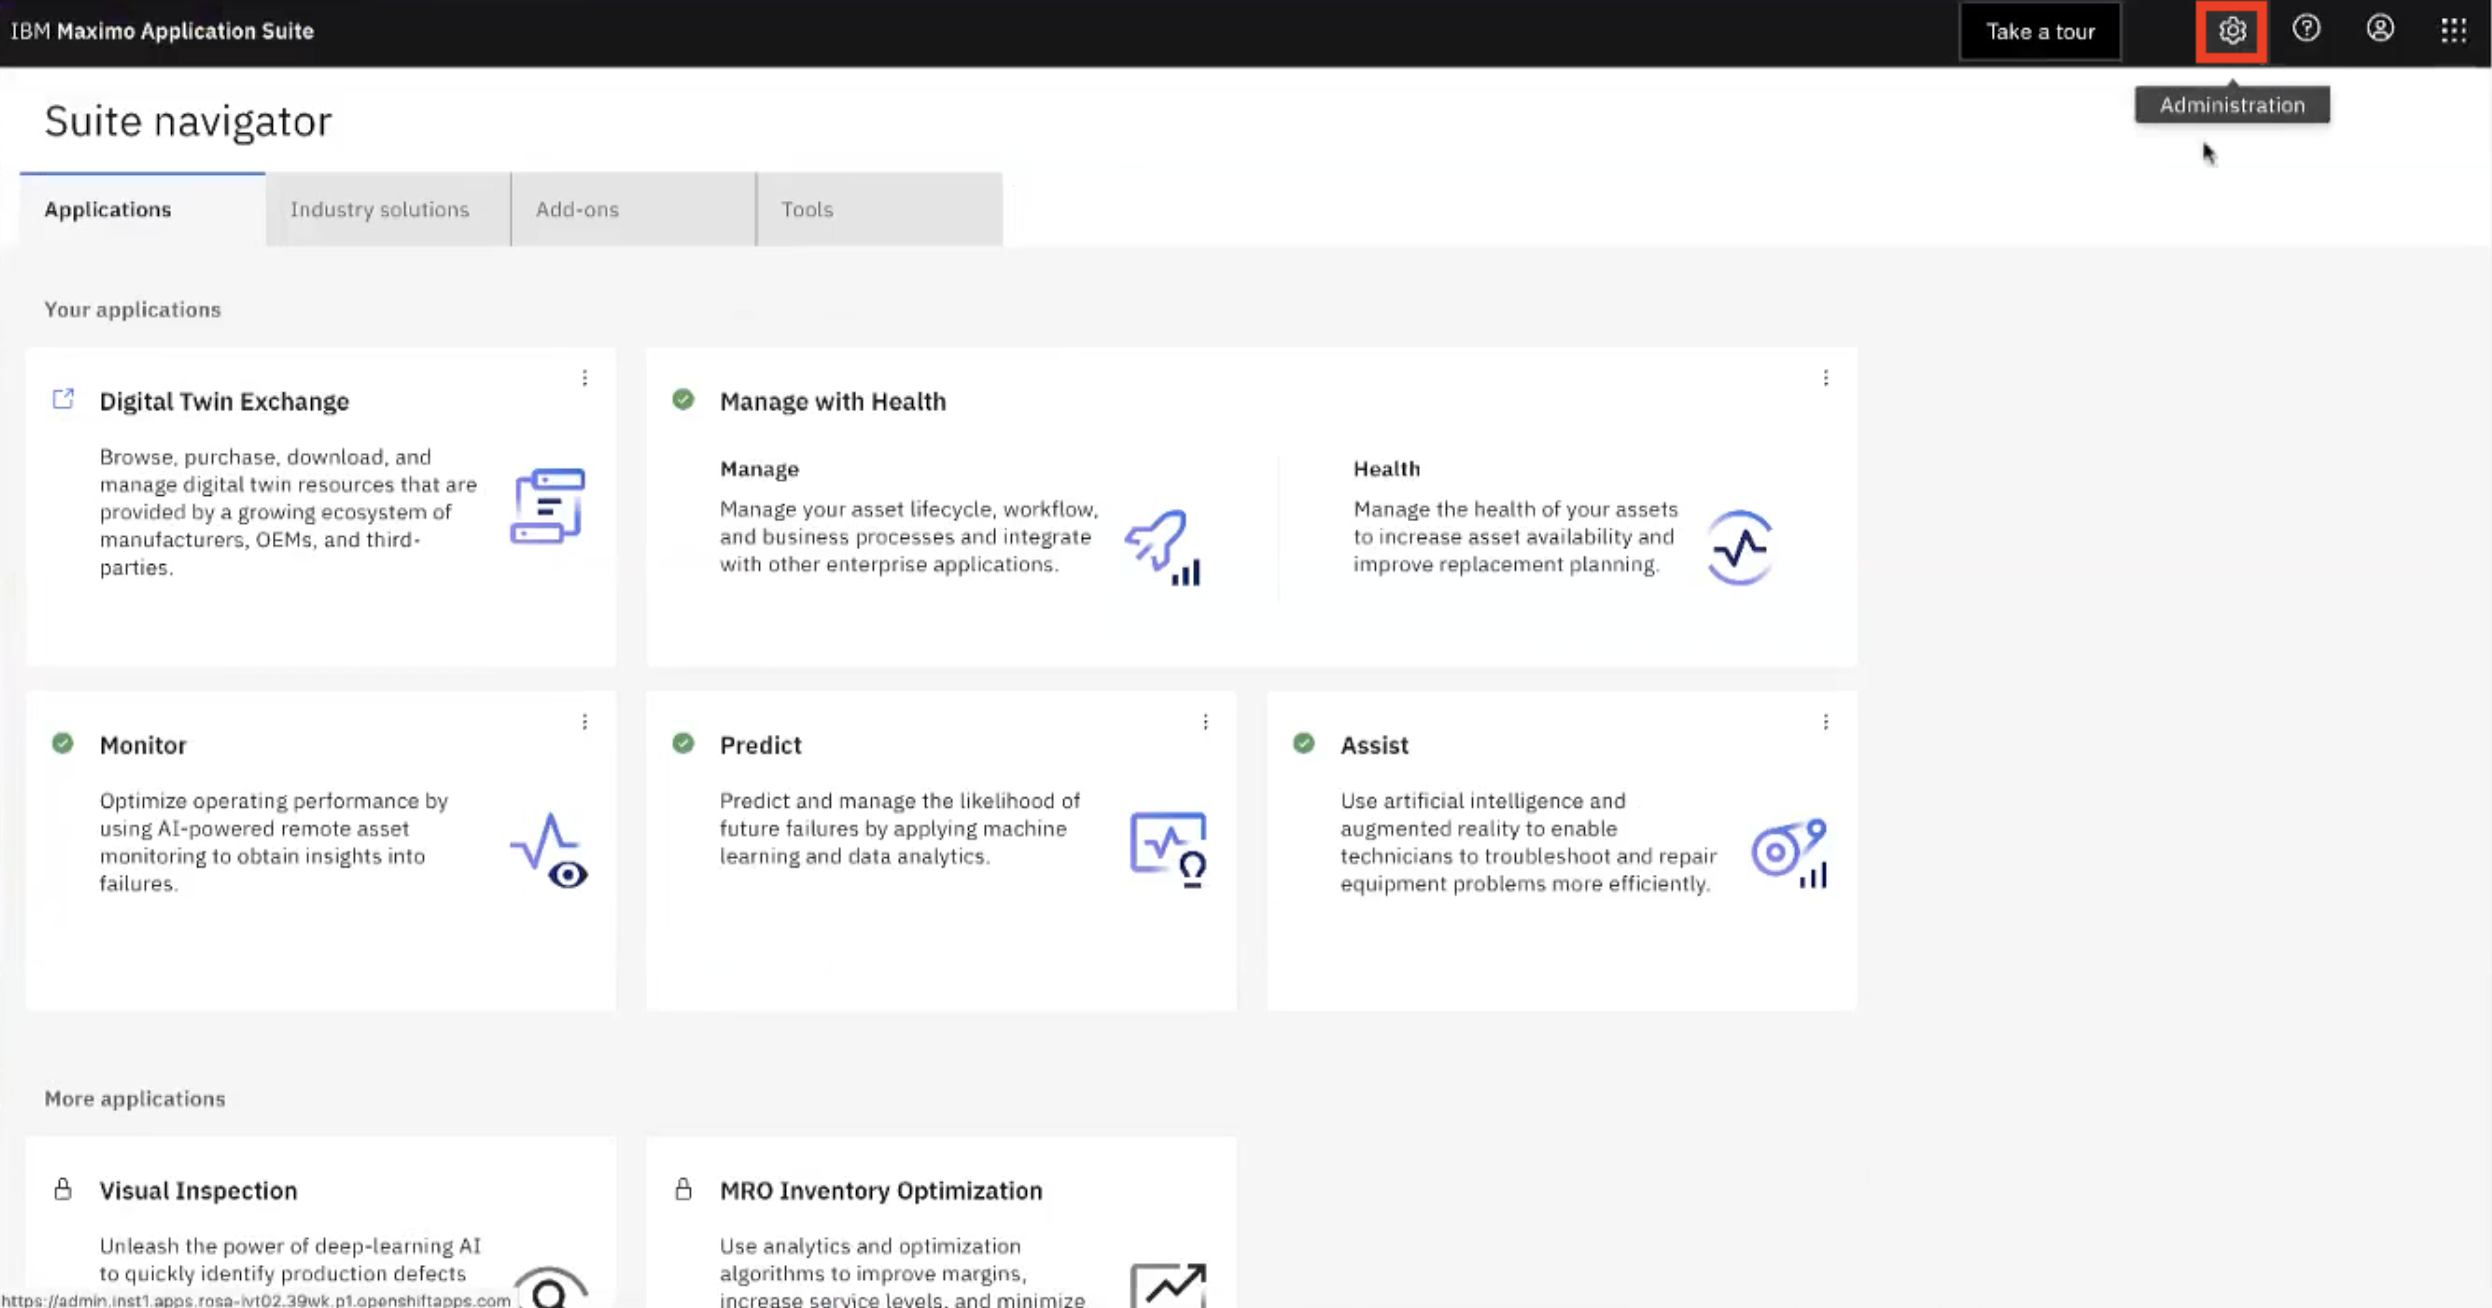 IBM Maximo Application Suite
Take a tour
Administration
Suite navigator
Applications
Industry solutions
Add-ons
Tools
Your applications
Digital Twin Exchange
Browse, purchase, download, and
manage digital twin resources that are
provided by a growing ecosystem of
manufacturers, OEMs, and third-
parties.
Manage with Health
Manage
Manage your asset lifecycle, workflow,
and business processes and integrate
with other enterprise applications.
Health
Manage the health of your assets
to increase asset availability and
improve replacement planning.
Monitor
Optimize operating performance by
using AI-powered remote asset
monitoring to obtain insights into
failures.
Predict
Predict and manage the likelihood of
future failures by applying machine
learning and data analytics.
Assist
Use artificial intelligence and
augmented reality to enable
technicians to troubleshoot and repair
equipment problems more efficiently.
More applications
Visual Inspection
Unleash the power of deep-learning AI
to quickly identify production defects
MRO Inventory Optimization
Use analytics and optimization
algorithms to improve margins,
increase service levels, and minimize
https://admin.inst1.apps.rosa-ivt02.39wk.p1.openshiftapps.com